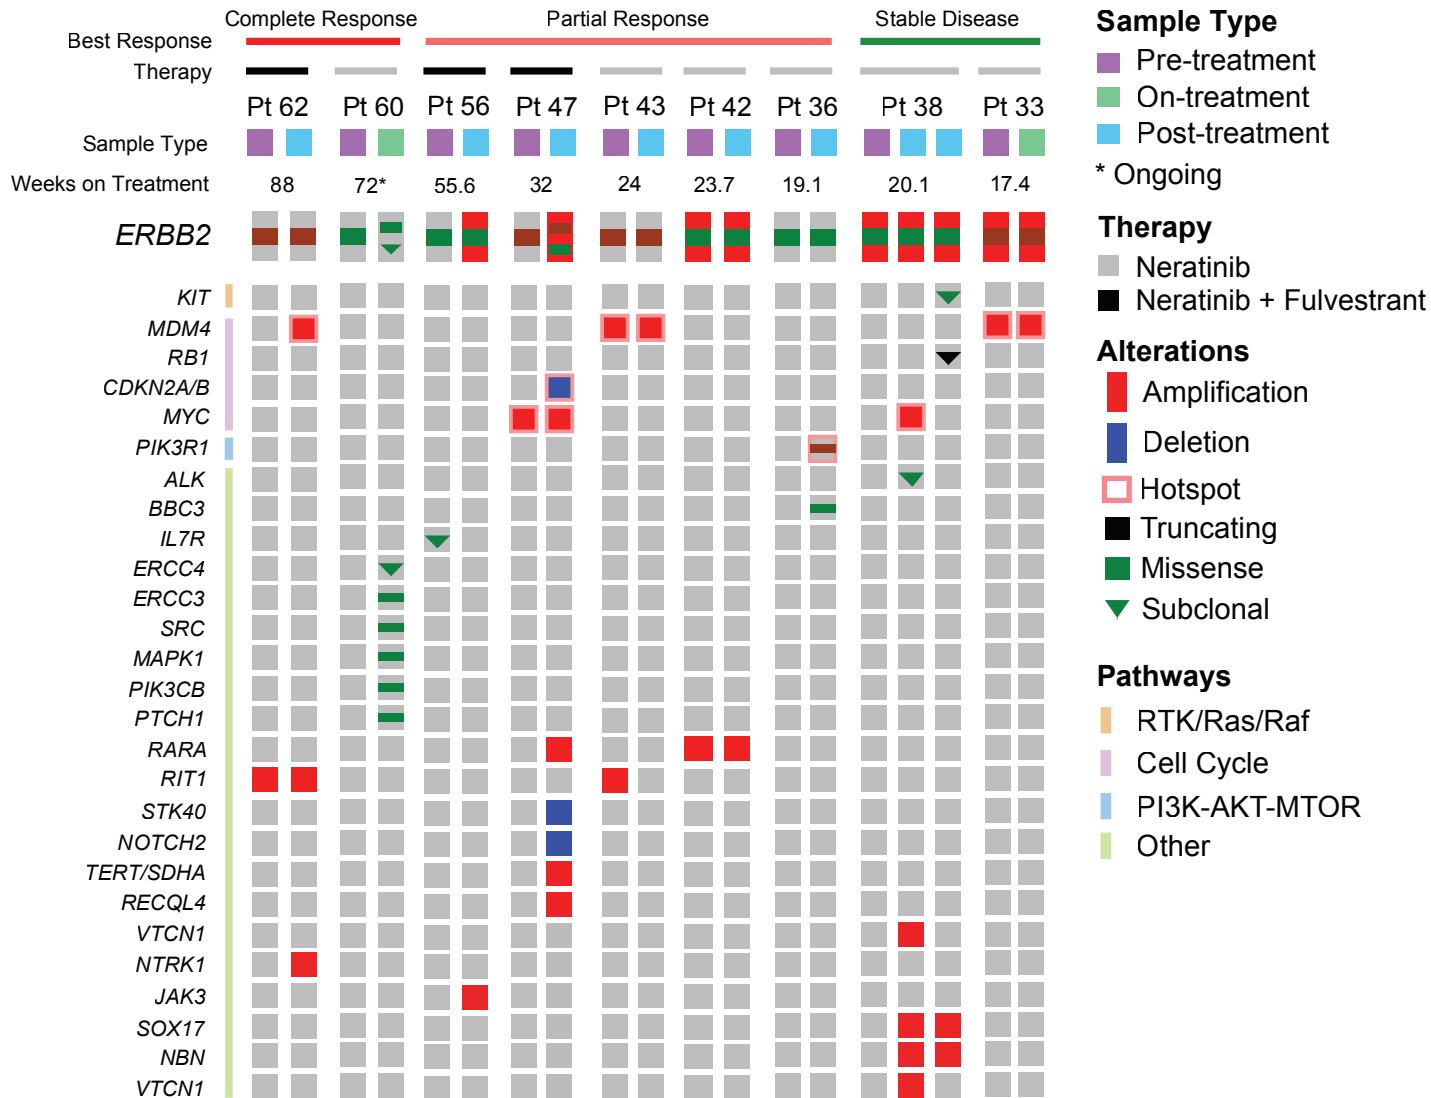 Complete Response Partial Response Stable Disease
Best Response
Therapy
Pt 62 Pt 60 Pt 56 Pt 47 Pt 43 Pt 42 Pt 36 Pt 38 Pt 33
Sample Type
Weeks on Treatment 88 72* 55.6 32 24 23.7 19.1 20.1 17.4
ERBB2
KIT
MDM4
RB1
CDKN2A/B
MYC
PIK3R1
ALK
BBC3
IL7R
ERCC4
ERCC3
SRC
MAPK1
PIK3CB
PTCH1
RARA
RIT1
STK40
NOTCH2
TERT/SDHA
RECQL4
VTCN1
NTRK1
JAK3
SOX17
NBN
VTCN1
Sample Type
Pre-treatment
On-treatment
Post-treatment
* Ongoing
Therapy
Neratinib
Neratinib + Fulvestrant
Alterations
Amplification
Deletion
Hotspot
Truncating
Missense
Subclonal
Pathways
RTK/Ras/Raf
Cell Cycle
PI3K-AKT-MTOR
Other